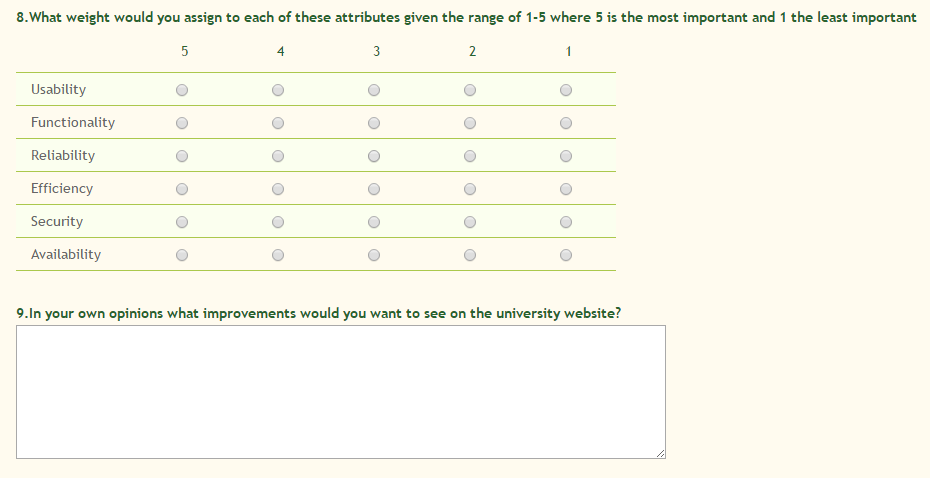 8.What weight would you assign to each of these attributes given the range of 1-5 where 5 is the most important and 1 the least important
5 4 3 2 1
Usability
Functionality
Reliability
Efficiency
Security
Availability
9.In your own opinions what improvements would you want to see on the university website?